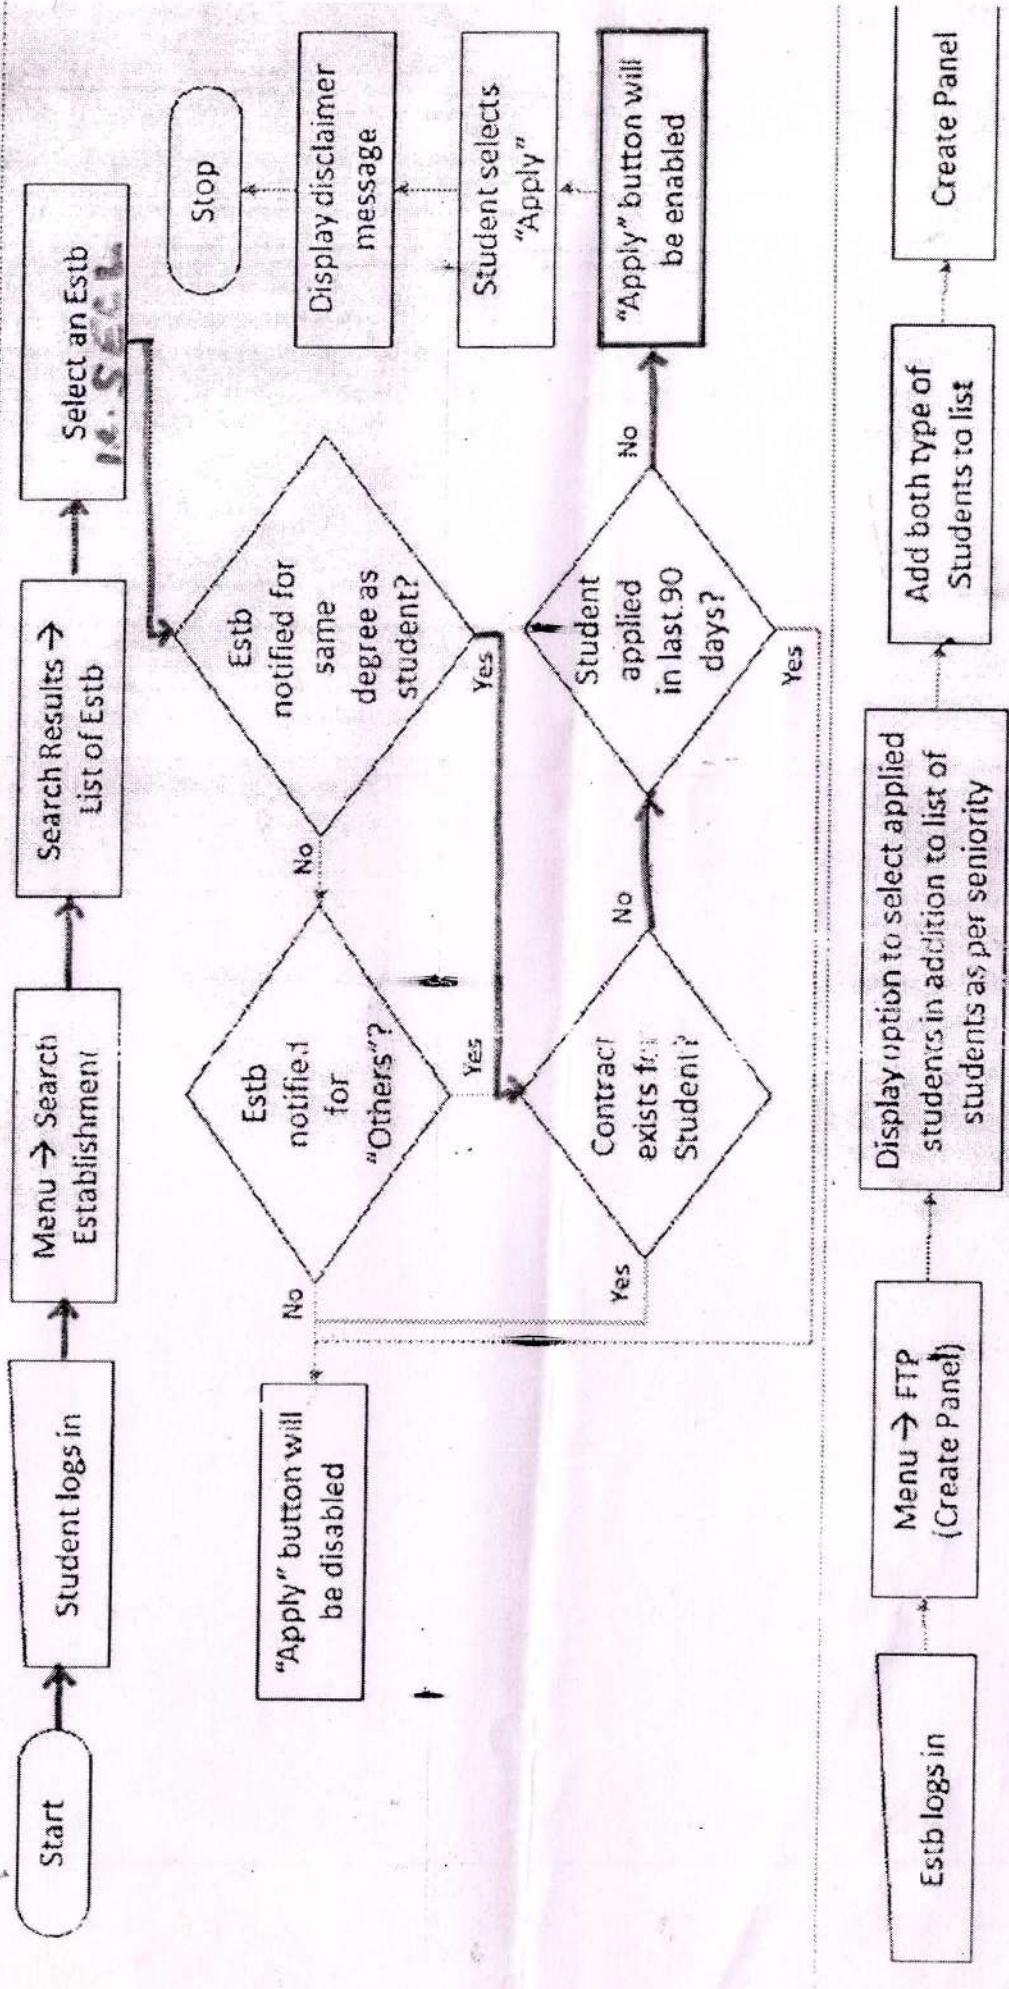 Start
Student logs in
Menu → Search
Establishment
Search Results →
List of Estb
Select an Estb
ie. SECL
Estb
notified for
same
degree as
student?
No
Yes
Estb
notified
for
"Others"?
No
Yes
"Apply" button will
be disabled
Contract
exists for
Student?
Yes
No
Student
applied
in last 90
days?
Yes
No
"Apply" button will
be enabled
Student selects
"Apply"
Display disclaimer
message
Stop
Estb logs in
Menu → FTP
(Create Panel)
Display option to select applied
students in addition to list of
students as per seniority
Add both type of
Students to list
Create Panel